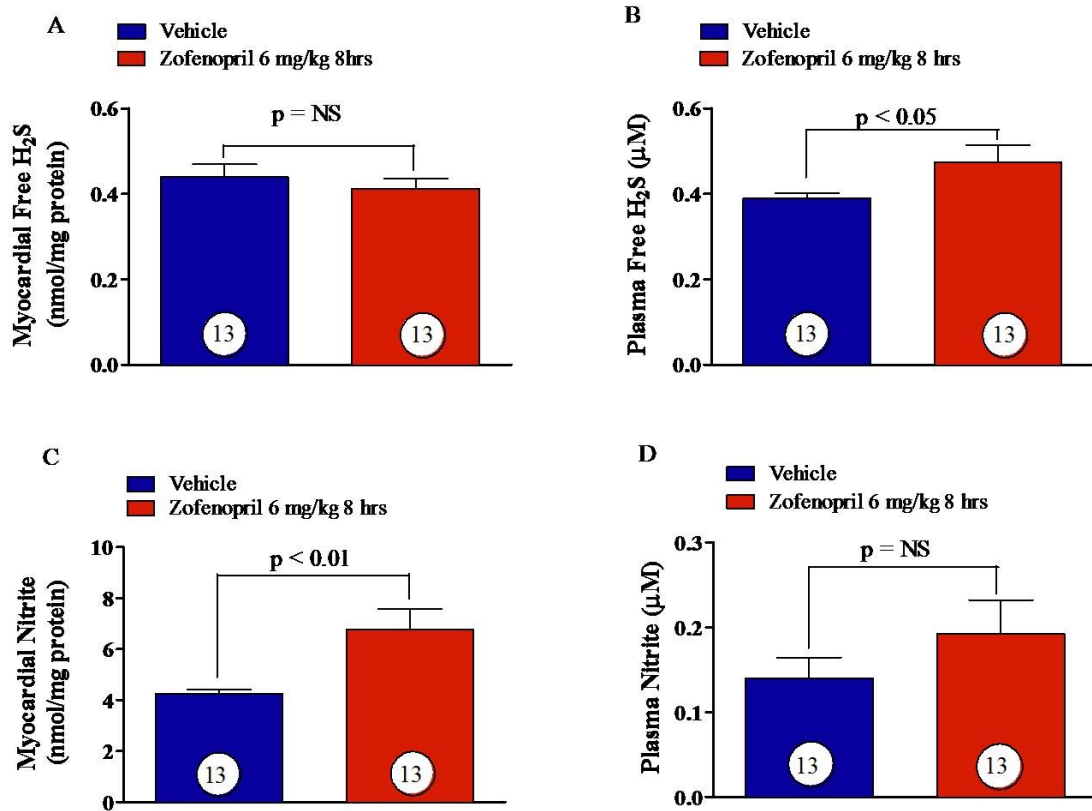 A
Vehicle
Zofenopril 6 mg/kg 8hrs
Myocardial Free H₂S
(nmol/mg protein)
0.6
0.4
0.2
0.0
p = NS
13
13
B
Vehicle
Zofenopril 6 mg/kg 8 hrs
Plasma Free H₂S (μM)
0.6
0.4
0.2
0.0
p < 0.05
13
13
C
Vehicle
Zofenopril 6 mg/kg 8 hrs
Myocardial Nitrite
(nmol/mg protein)
10
8
6
4
2
0
p < 0.01
13
13
D
Vehicle
Zofenopril 6 mg/kg 8 hrs
Plasma Nitrite (μM)
0.3
0.2
0.1
0.0
p = NS
13
13